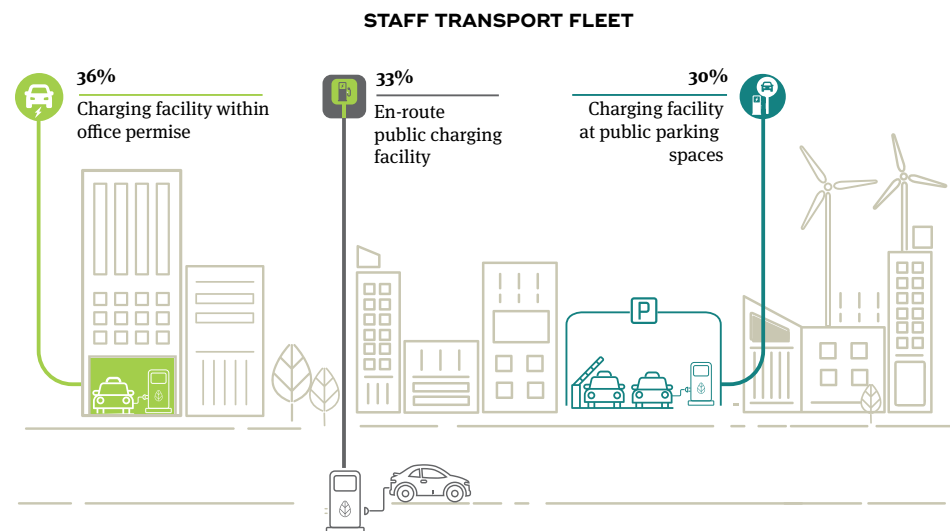 STAFF TRANSPORT FLEET
36%
Charging facility within
office permise
33%
En-route
public charging
facility
30%
Charging facility
at public parking
spaces
P